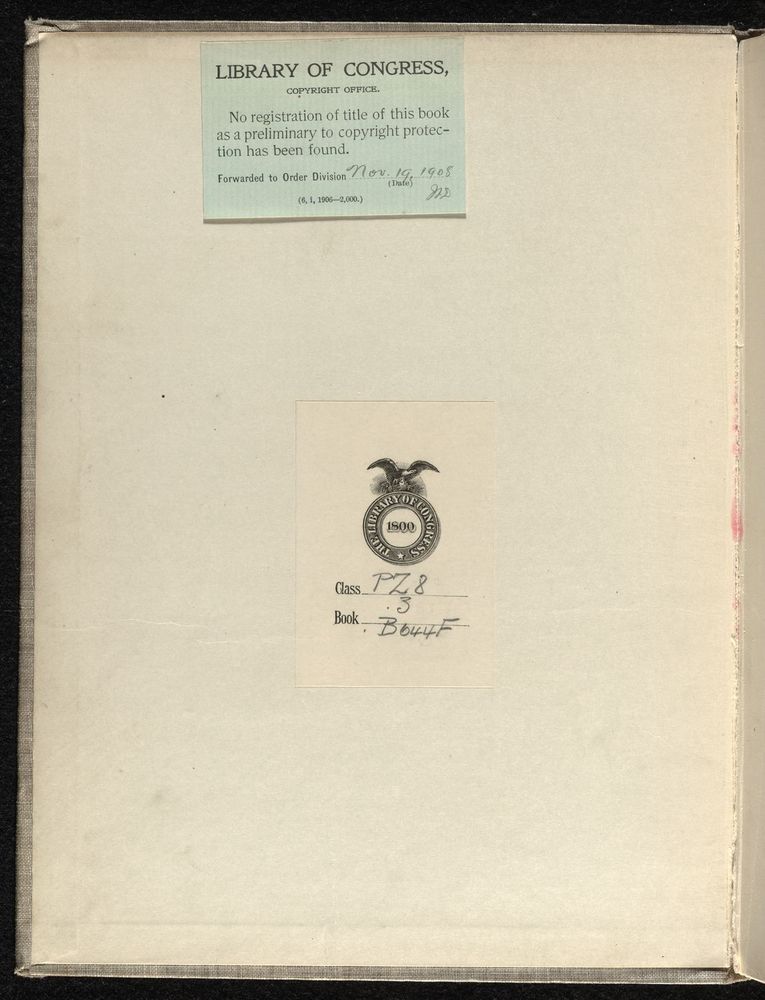 LIBRARY OF CONGRESS,
COPYRIGHT OFFICE.
No registration of title of this book
as a preliminary to copyright protec-
tion has been found.
Forwarded to Order Division Nov. 19, 1908
(Date)
(6, 1, 1906—2,000.)
THE LIBRARY OF CONGRESS
1800
Class PZ8
.3
Book B644F